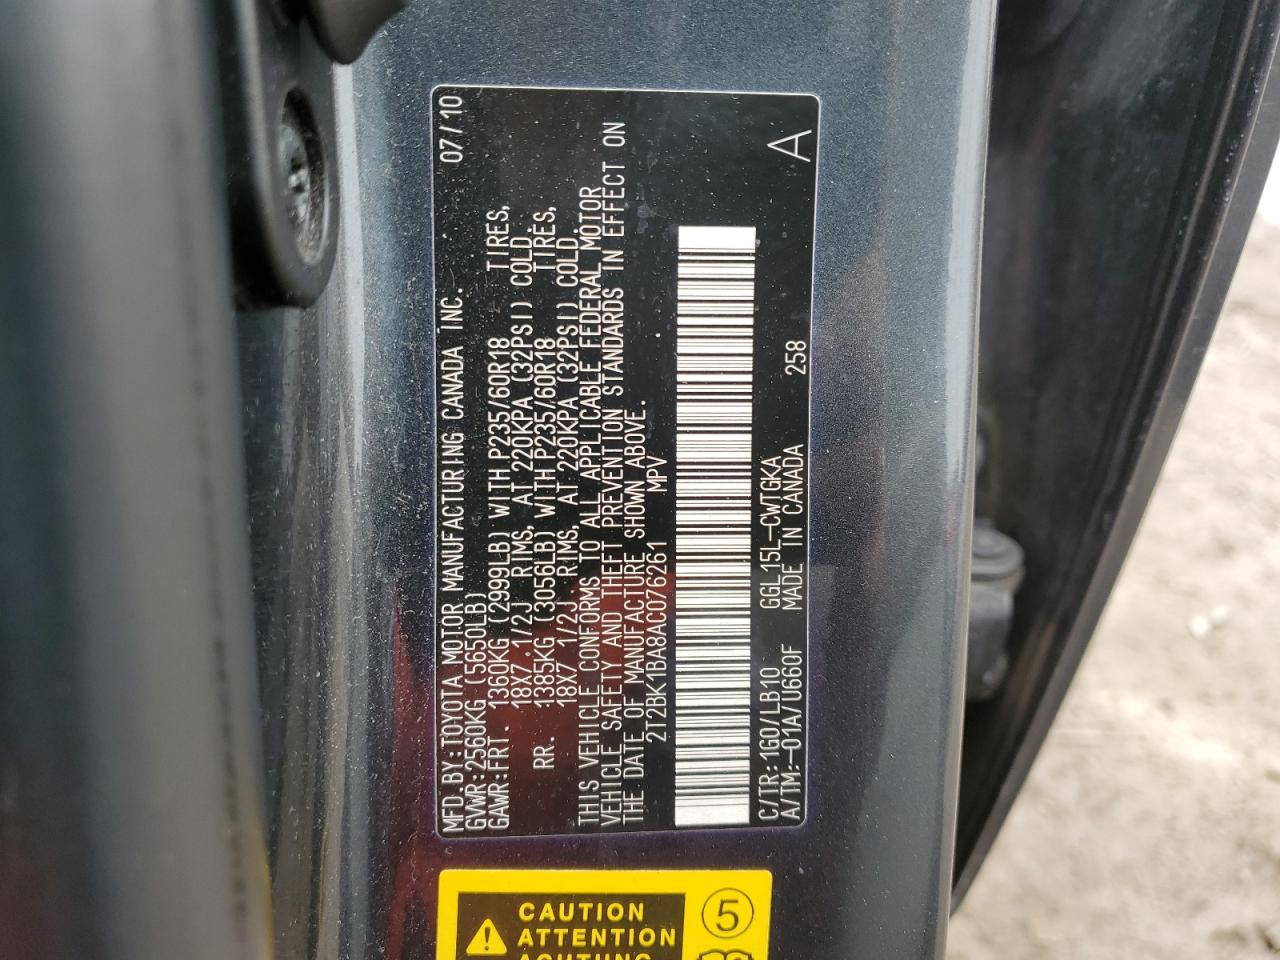 MFD.BY:TOYOTA MOTOR MANUFACTURING CANADA INC. 07/10
GVWR:2560KG (5650LB)
GAWR:FRT. 1360KG (2999LB) WITH P235/60R18 TIRES,
18X7 1/2J RIMS, AT 220KPA (32PSI) COLD.
RR. 1385KG (3056LB) WITH P235/60R18 TIRES,
18X7 1/2J RIMS, AT 220KPA (32PSI) COLD.
THIS VEHICLE CONFORMS TO ALL APPLICABLE FEDERAL MOTOR
VEHICLE SAFETY AND THEFT PREVENTION STANDARDS IN EFFECT ON
THE DATE OF MANUFACTURE SHOWN ABOVE.
2T2BK1BA8AC076261 MPV
C/TR:1G0/LB10 GGL15L-CWTGKA 258 A
A/TM:-01A/U660F MADE IN CANADA
CAUTION
ATTENTION
ACHTUNG
5